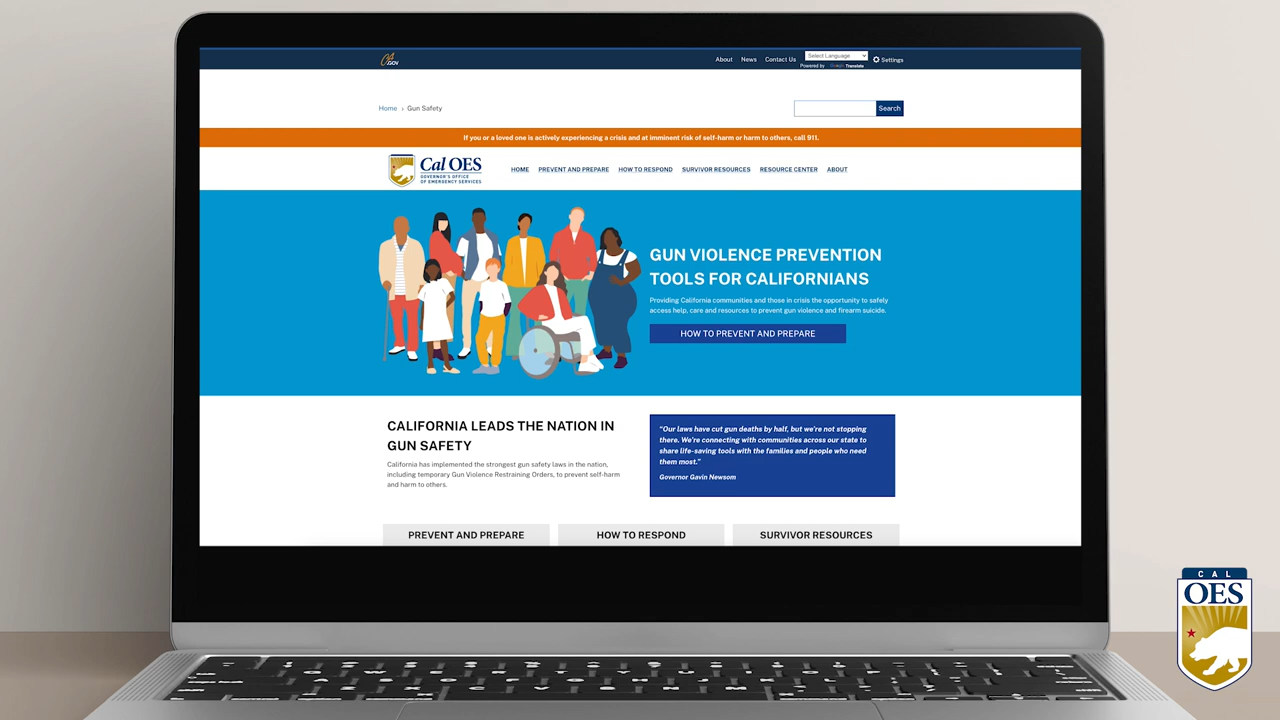 CA
.GOV
About News Contact Us Select Language Settings
Powered by Google Translate
Home › Gun Safety Search
If you or a loved one is actively experiencing a crisis and at imminent risk of self-harm or harm to others, call 911.
Cal OES
GOVERNOR'S OFFICE
OF EMERGENCY SERVICES
HOME PREVENT AND PREPARE HOW TO RESPOND SURVIVOR RESOURCES RESOURCE CENTER ABOUT
GUN VIOLENCE PREVENTION
TOOLS FOR CALIFORNIANS
Providing California communities and those in crisis the opportunity to safely
access help, care and resources to prevent gun violence and firearm suicide.
HOW TO PREVENT AND PREPARE
CALIFORNIA LEADS THE NATION IN
GUN SAFETY
California has implemented the strongest gun safety laws in the nation,
including temporary Gun Violence Restraining Orders, to prevent self-harm
and harm to others.
“Our laws have cut gun deaths by half, but we’re not stopping
there. We’re connecting with communities across our state to
share life-saving tools with the families and people who need
them most.”
Governor Gavin Newsom
PREVENT AND PREPARE HOW TO RESPOND SURVIVOR RESOURCES
CAL
OES